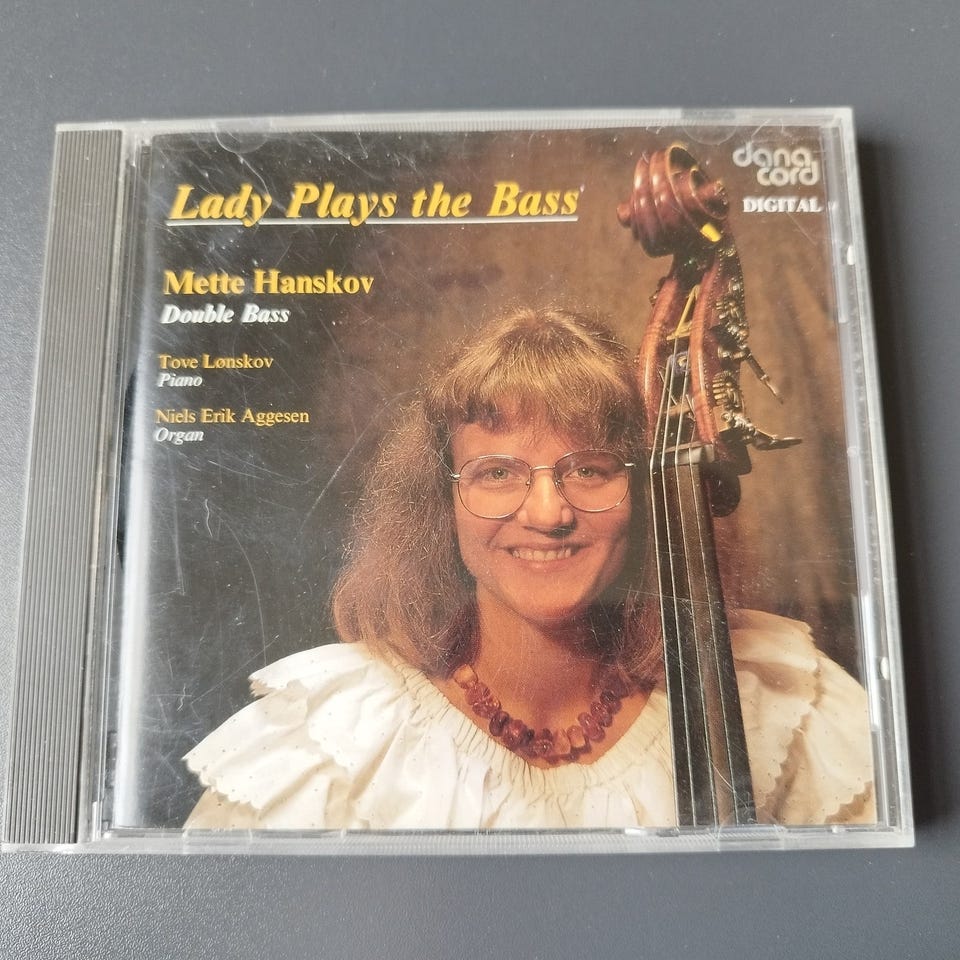 Lady Plays the Bass
Mette Hanskov
Double Bass
Tove Lønskov
Piano
Niels Erik Aggesen
Organ
dana
cord
DIGITAL